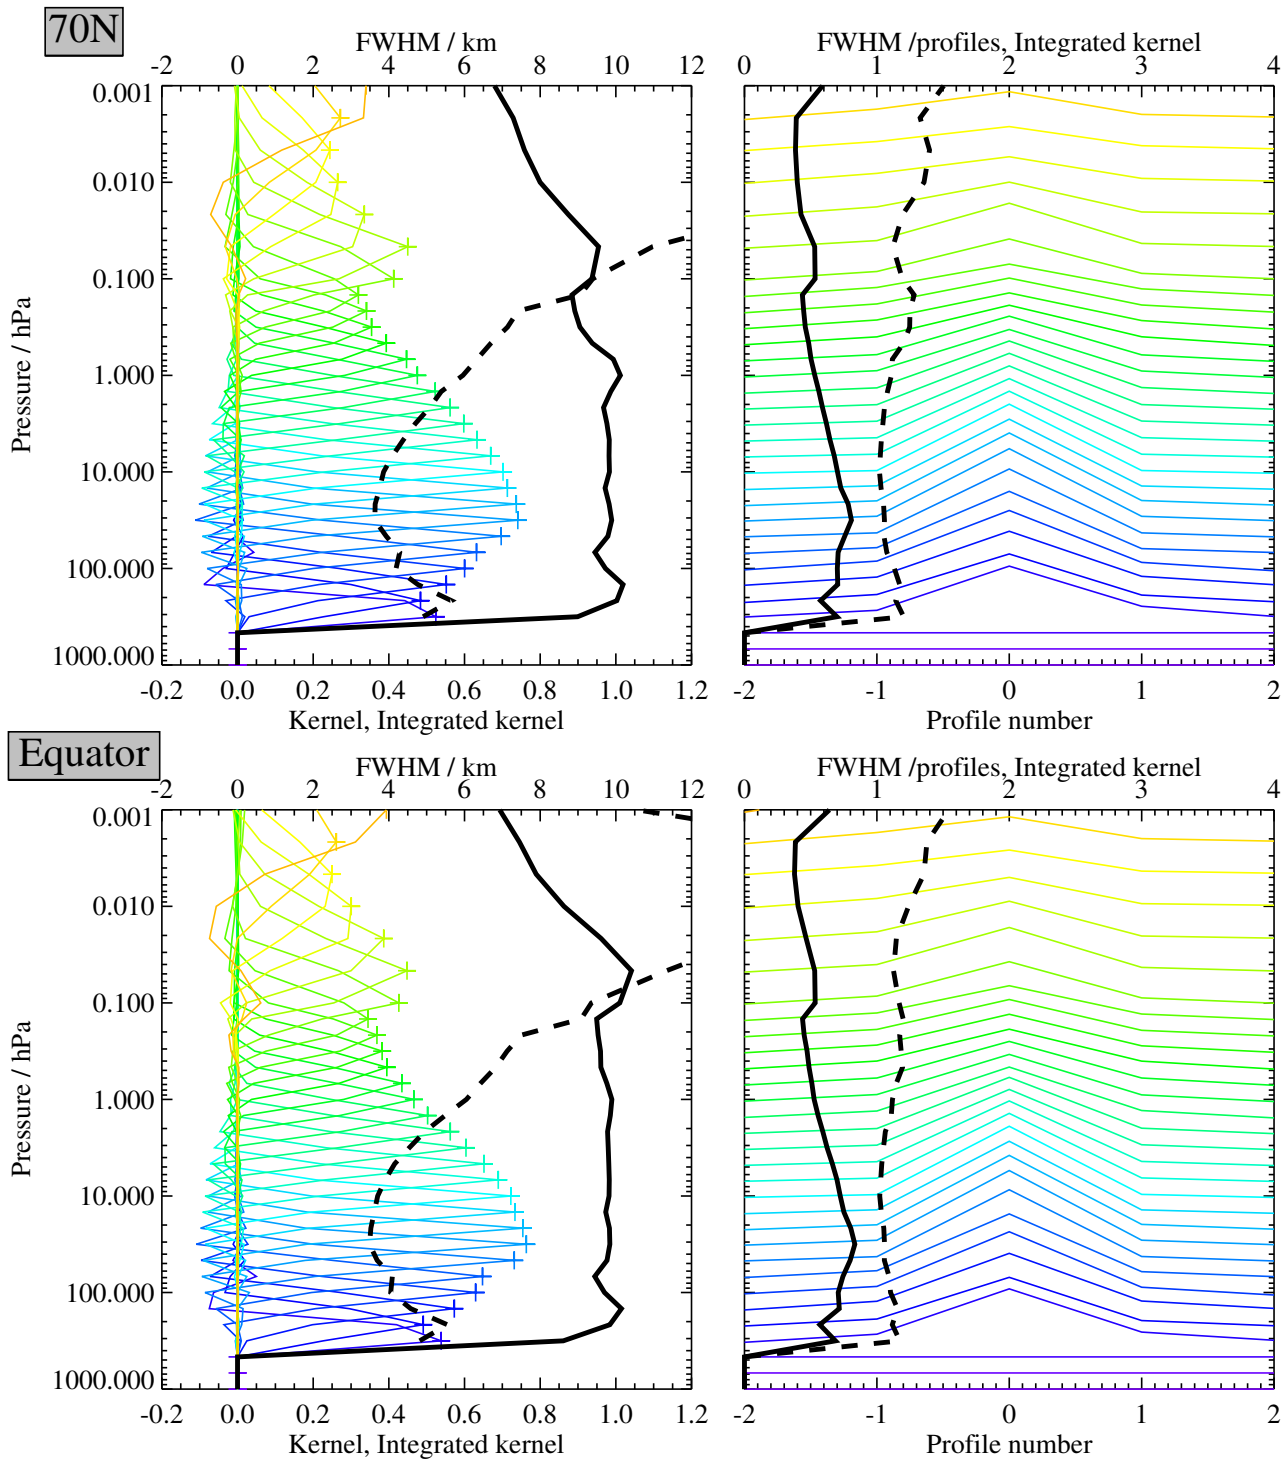 70N
FWHM / km
FWHM /profiles, Integrated kernel
-2 0 2 4 6 8 10 12
0 1 2 3 4
0.001
0.010
0.100
1.000
10.000
100.000
1000.000
Pressure / hPa
-0.2 0.0 0.2 0.4 0.6 0.8 1.0 1.2
-2 -1 0 1 2
Kernel, Integrated kernel
Profile number
Equator
FWHM / km
FWHM /profiles, Integrated kernel
-2 0 2 4 6 8 10 12
0 1 2 3 4
0.001
0.010
0.100
1.000
10.000
100.000
1000.000
Pressure / hPa
-0.2 0.0 0.2 0.4 0.6 0.8 1.0 1.2
-2 -1 0 1 2
Kernel, Integrated kernel
Profile number